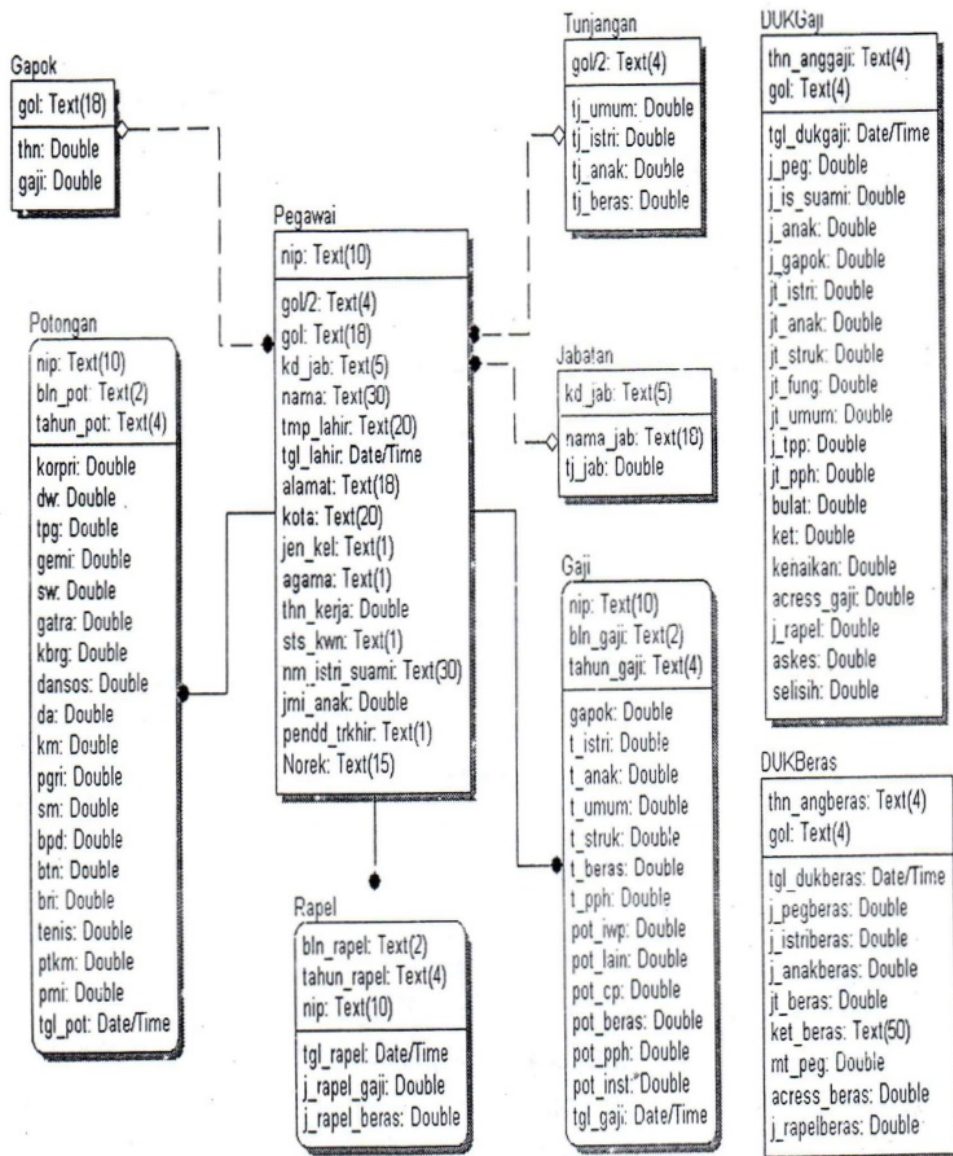 Gapok
gol: Text(18)
thn: Double
gaji: Double
Tunjangan
gol/2: Text(4)
tj_umum: Double
tj_istri: Double
tj_anak: Double
tj_beras: Double
DUKGaji
thn_anggaji: Text(4)
gol: Text(4)
tgl_dukgaji: Date/Time
j_peg: Double
j_is_suami: Double
j_anak: Double
j_gapok: Double
jt_istri: Double
jt_anak: Double
jt_struk: Double
jt_fung: Double
jt_umum: Double
j_tpp: Double
jt_pph: Double
bulat: Double
ket: Double
kenaikan: Double
acress_gaji: Double
j_rapel: Double
askes: Double
selisih: Double
Pegawai
nip: Text(10)
gol/2: Text(4)
gol: Text(18)
kd_jab: Text(5)
nama: Text(30)
tmp_lahir: Text(20)
tgl_lahir: Date/Time
alamat: Text(18)
kota: Text(20)
jen_kel: Text(1)
agama: Text(1)
thn_kerja: Double
sts_kwn: Text(1)
nm_istri_suami: Text(30)
jml_anak: Double
pendd_trkhir: Text(1)
Norek: Text(15)
Potongan
nip: Text(10)
bln_pot: Text(2)
tahun_pot: Text(4)
korpri: Double
dw: Double
tpg: Double
gemi: Double
sw: Double
gatra: Double
kbrg: Double
dansos: Double
da: Double
km: Double
pgri: Double
sm: Double
bpd: Double
btn: Double
bri: Double
tenis: Double
ptkm: Double
pmi: Double
tgl_pot: Date/Time
Jabatan
kd_jab: Text(5)
nama_jab: Text(18)
tj_jab: Double
Gaji
nip: Text(10)
bln_gaji: Text(2)
tahun_gaji: Text(4)
gapok: Double
t_istri: Double
t_anak: Double
t_umum: Double
t_struk: Double
t_beras: Double
t_pph: Double
pot_iwp: Double
pot_lain: Double
pot_cp: Double
pot_beras: Double
pot_pph: Double
pot_inst: Double
tgl_gaji: Date/Time
DUKBeras
thn_angberas: Text(4)
gol: Text(4)
tgl_dukberas: Date/Time
j_pegberas: Double
j_istriberas: Double
j_anakberas: Double
jt_beras: Double
ket_beras: Text(50)
mt_peg: Double
acress_beras: Double
j_rapelberas: Double
Rapel
bln_rapel: Text(2)
tahun_rapel: Text(4)
nip: Text(10)
tgl_rapel: Date/Time
j_rapel_gaji: Double
j_rapel_beras: Double